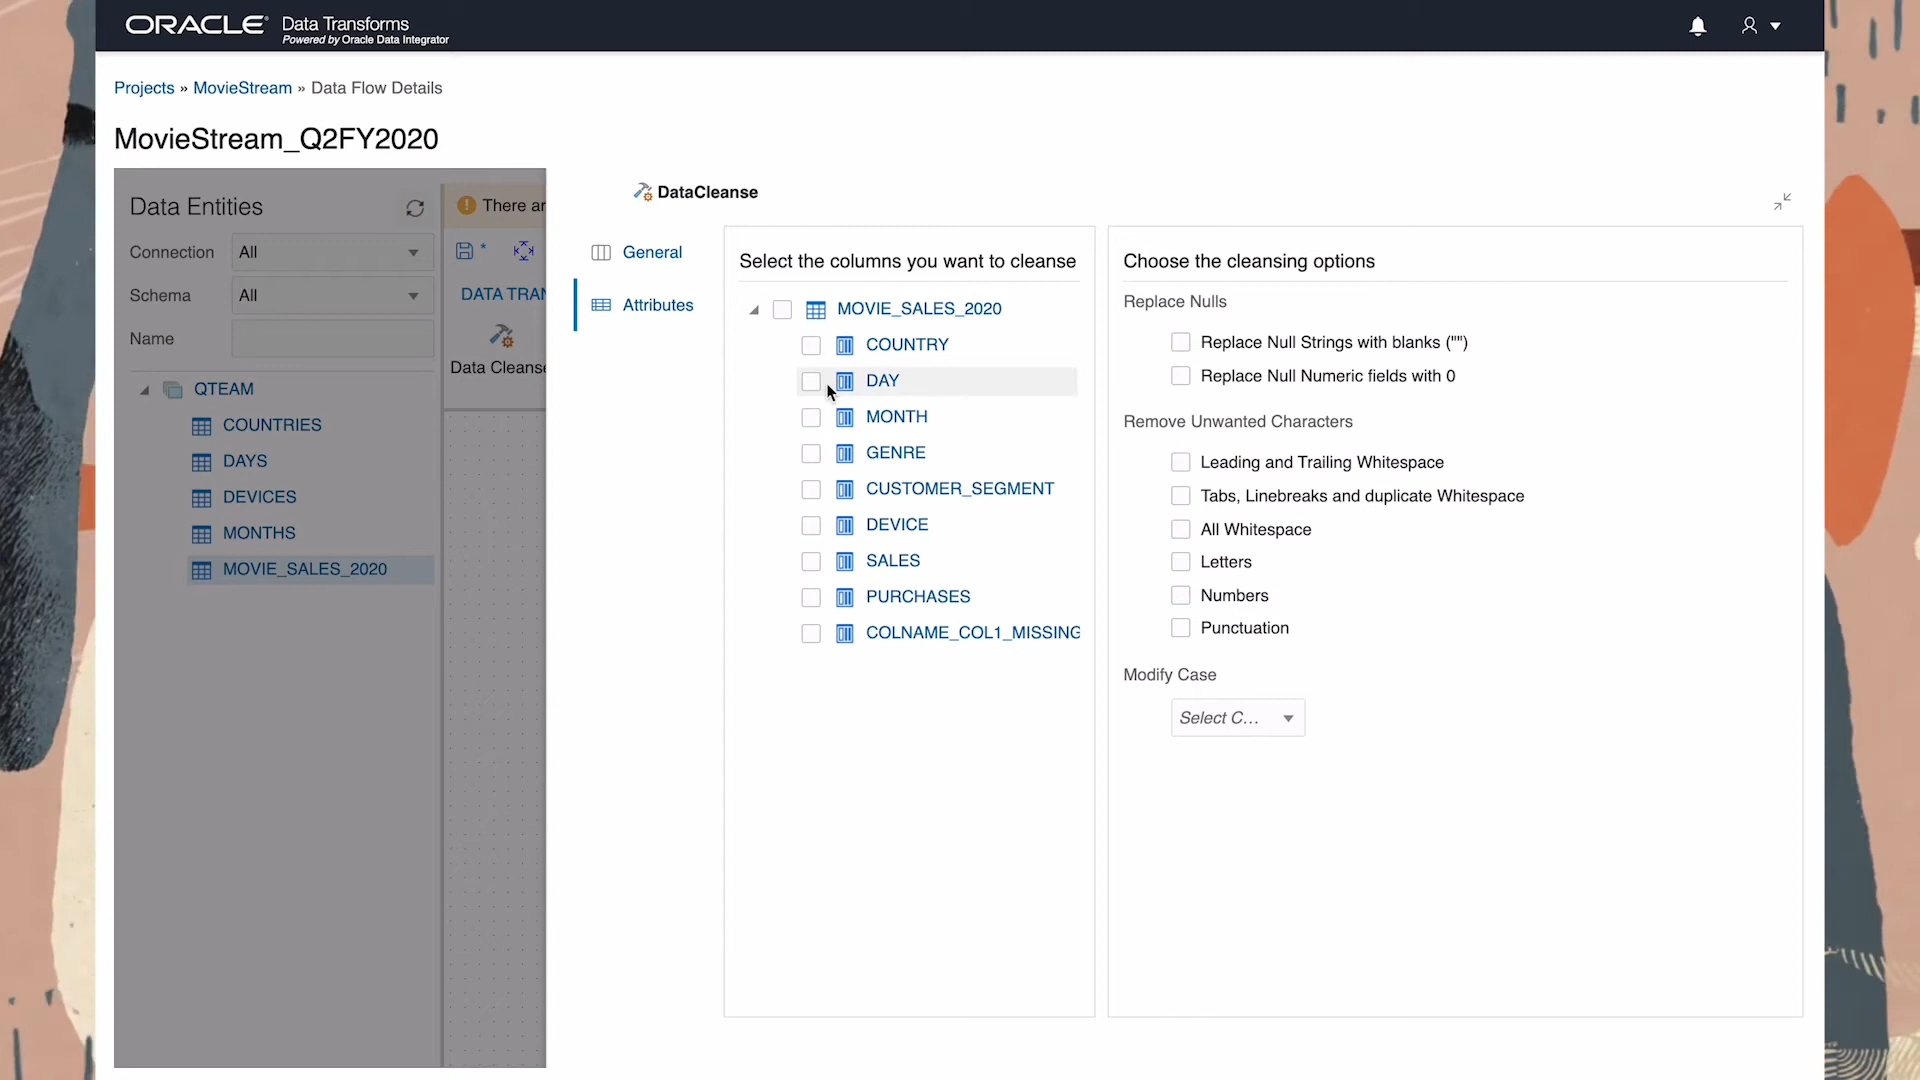 ORACLE Data Transforms
Powered by Oracle Data Integrator
Projects » MovieStream » Data Flow Details
MovieStream_Q2FY2020
Data Entities
Connection All
Schema All
Name
QTEAM
COUNTRIES
DAYS
DEVICES
MONTHS
MOVIE_SALES_2020
There ar
DATA TRAN
Data Cleanse
DataCleanse
General
Attributes
Select the columns you want to cleanse
MOVIE_SALES_2020
COUNTRY
DAY
MONTH
GENRE
CUSTOMER_SEGMENT
DEVICE
SALES
PURCHASES
COLNAME_COL1_MISSING
Choose the cleansing options
Replace Nulls
Replace Null Strings with blanks ("")
Replace Null Numeric fields with 0
Remove Unwanted Characters
Leading and Trailing Whitespace
Tabs, Linebreaks and duplicate Whitespace
All Whitespace
Letters
Numbers
Punctuation
Modify Case
Select C...